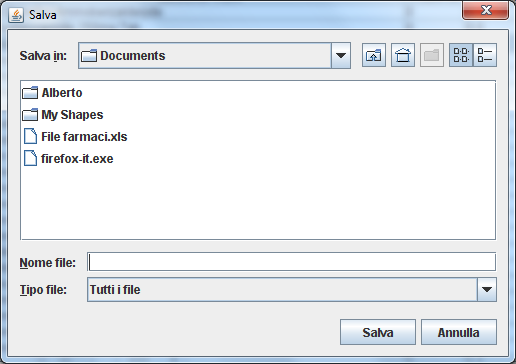 Salva
Salva in: Documents
Alberto
My Shapes
File farmaci.xls
firefox-it.exe
Nome file:
Tipo file: Tutti i file
Salva Annulla